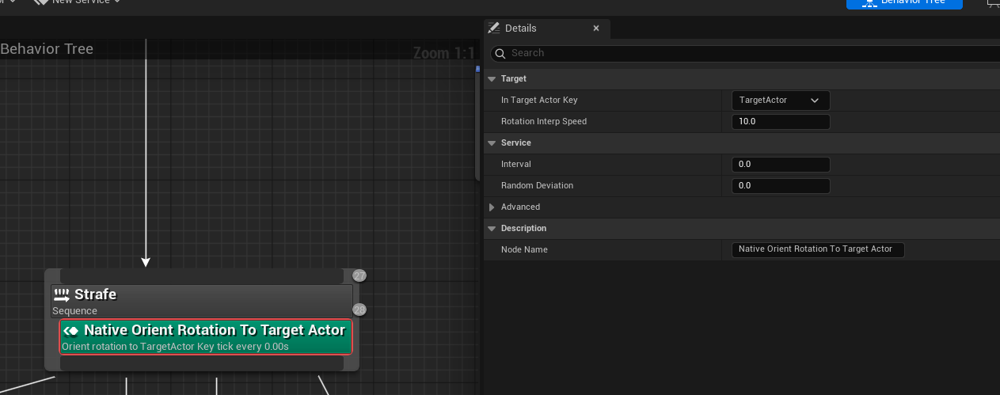 New Service
Behavior Tree
Details
Behavior Tree
Zoom 1:1
Search
Target
In Target Actor Key
TargetActor
Rotation Interp Speed
10.0
Service
Interval
0.0
Random Deviation
0.0
Advanced
Description
Node Name
Native Orient Rotation To Target Actor
27
Strafe
Sequence
28
Native Orient Rotation To Target Actor
Orient rotation to TargetActor Key tick every 0.00s